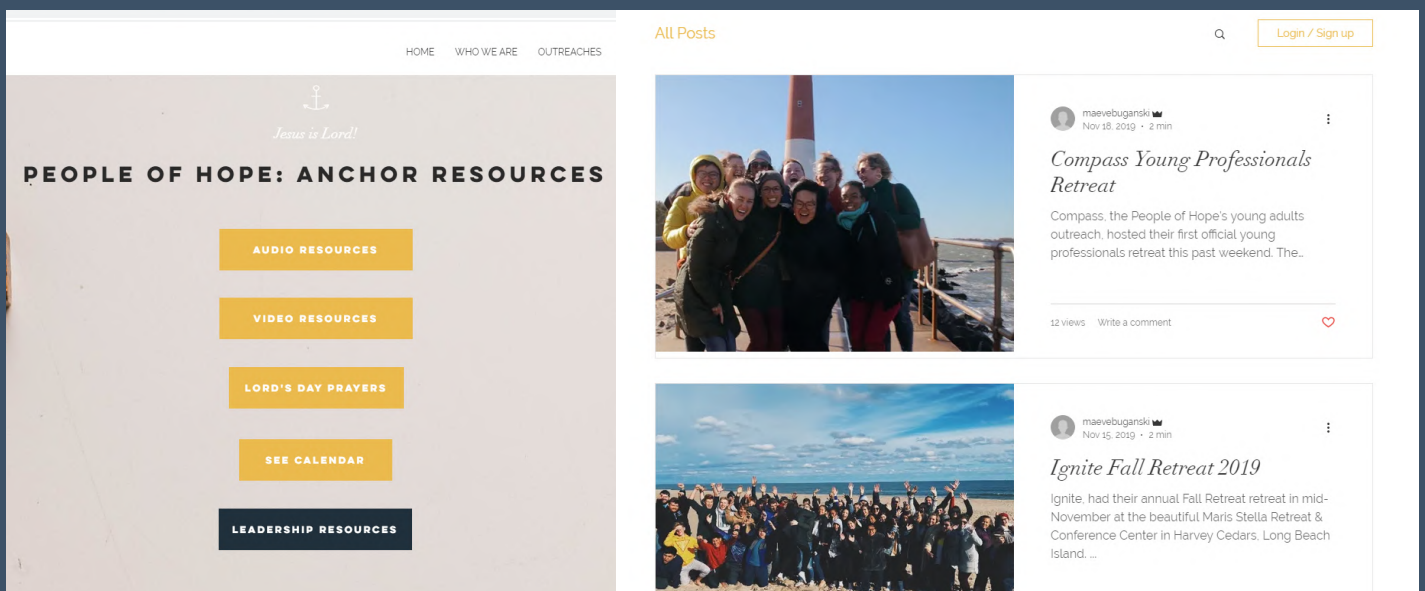 HOME WHO WE ARE OUTREACHES
Jesus is Lord!
PEOPLE OF HOPE: ANCHOR RESOURCES
AUDIO RESOURCES
VIDEO RESOURCES
LORD'S DAY PRAYERS
SEE CALENDAR
LEADERSHIP RESOURCES
All Posts
Login / Sign up
maevebuganski
Nov 18, 2019 • 2 min
Compass Young Professionals
Retreat
Compass, the People of Hope's young adults
outreach, hosted their first official young
professionals retreat this past weekend. The...
12 views Write a comment
maevebuganski
Nov 15, 2019 • 2 min
Ignite Fall Retreat 2019
Ignite, had their annual Fall Retreat retreat in mid-
November at the beautiful Maris Stella Retreat &
Conference Center in Harvey Cedars, Long Beach
Island. ...